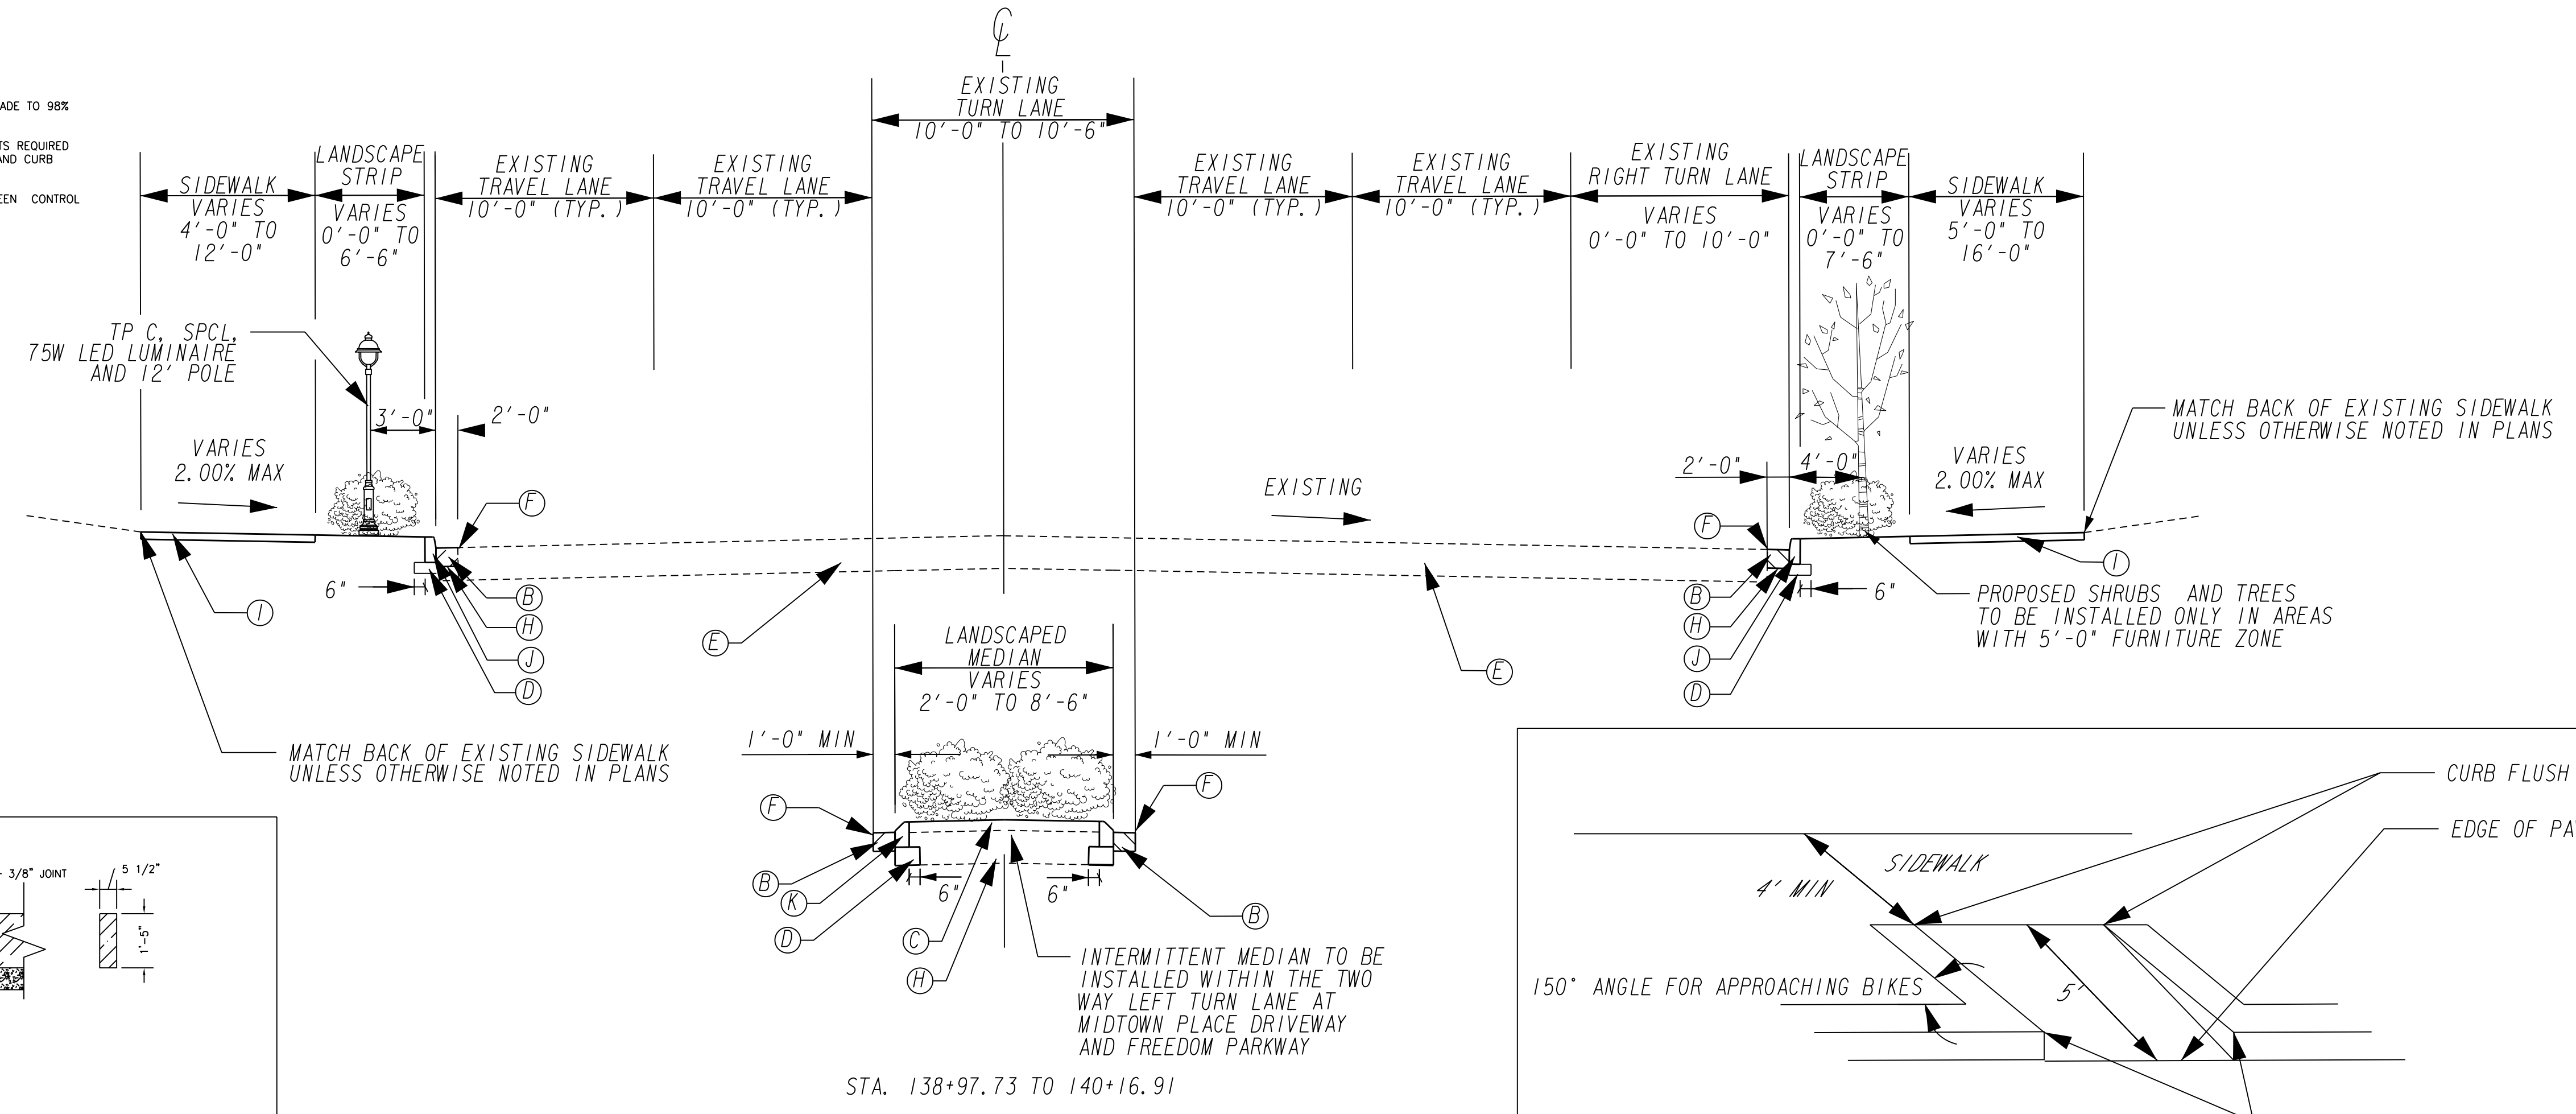 CL
EXISTING
TURN LANE
10'-0" TO 10'-6"
ADE TO 98%
TS REQUIRED
AND CURB
EEN CONTROL
SIDEWALK
VARIES
4'-0" TO
12'-0"
LANDSCAPE
STRIP
VARIES
0'-0" TO
6'-6"
EXISTING
TRAVEL LANE
10'-0" (TYP.)
EXISTING
TRAVEL LANE
10'-0" (TYP.)
EXISTING
TRAVEL LANE
10'-0" (TYP.)
EXISTING
TRAVEL LANE
10'-0" (TYP.)
EXISTING
RIGHT TURN LANE
VARIES
0'-0" TO 10'-0"
LANDSCAPE
STRIP
VARIES
0'-0" TO
7'-6"
SIDEWALK
VARIES
5'-0" TO
16'-0"
TP C, SPCL,
75W LED LUMINAIRE
AND 12' POLE
3'-0"
2'-0"
VARIES
2.00% MAX
F
6"
B
H
J
D
I
MATCH BACK OF EXISTING SIDEWALK
UNLESS OTHERWISE NOTED IN PLANS
E
EXISTING
E
2'-0"
4'-0"
VARIES
2.00% MAX
MATCH BACK OF EXISTING SIDEWALK
UNLESS OTHERWISE NOTED IN PLANS
F
B
H
J
D
6"
I
PROPOSED SHRUBS AND TREES
TO BE INSTALLED ONLY IN AREAS
WITH 5'-0" FURNITURE ZONE
LANDSCAPED
MEDIAN
VARIES
2'-0" TO 8'-6"
1'-0" MIN
1'-0" MIN
F
F
B
K
D
6"
6"
C
H
B
INTERMITTENT MEDIAN TO BE
INSTALLED WITHIN THE TWO
WAY LEFT TURN LANE AT
MIDTOWN PLACE DRIVEWAY
AND FREEDOM PARKWAY
STA. 138+97.73 TO 140+16.91
3/8" JOINT
5 1/2"
1'-5"
CURB FLUSH
EDGE OF PA
SIDEWALK
4' MIN
150° ANGLE FOR APPROACHING BIKES
5'